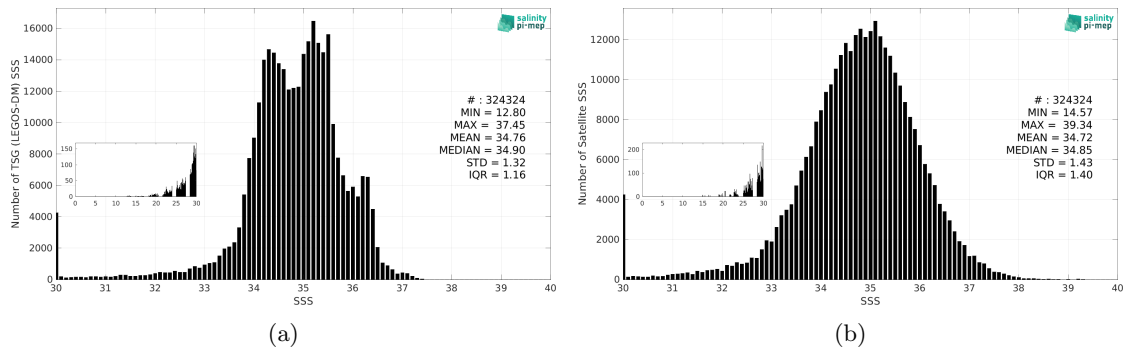 16000
14000
12000
10000
8000
6000
4000
2000
0
Number of TSG (LEGOS-DM) SSS
salinity
pi-mep
# : 324324
MIN = 12.80
MAX = 37.45
MEAN = 34.76
MEDIAN = 34.90
STD = 1.32
IQR = 1.16
150
100
50
0
0 5 10 15 20 25 30
30 31 32 33 34 35 36 37 38 39 40
SSS
(a)
12000
10000
8000
6000
4000
2000
0
Number of Satellite SSS
salinity
pi-mep
# : 324324
MIN = 14.57
MAX = 39.34
MEAN = 34.72
MEDIAN = 34.85
STD = 1.43
IQR = 1.40
200
100
0
0 5 10 15 20 25 30
30 31 32 33 34 35 36 37 38 39 40
SSS
(b)